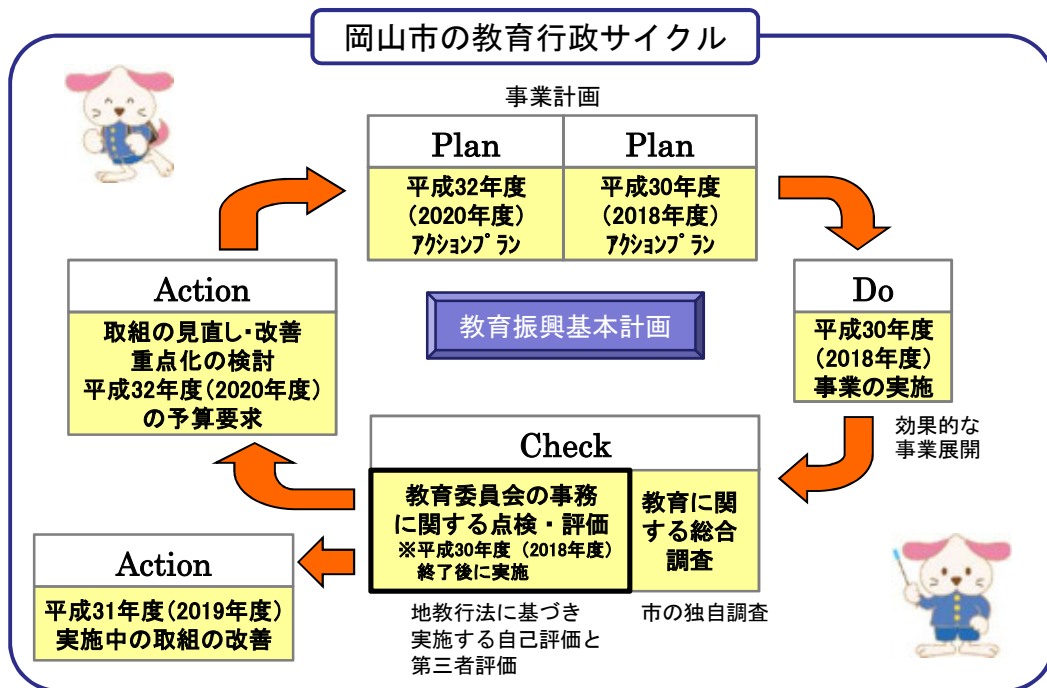 岡山市の教育行政サイクル
事業計画
Plan
平成32年度
(2020年度)
アクションプラン
Plan
平成30年度
(2018年度)
アクションプラン
Do
平成30年度
(2018年度)
事業の実施
効果的な
事業展開
教育振興基本計画
Check
教育委員会の事務
に関する点検・評価
※平成30年度 (2018年度)
終了後に実施
教育に関
する総合
調査
地教行法に基づき
実施する自己評価と
第三者評価
市の独自調査
Action
取組の見直し・改善
重点化の検討
平成32年度(2020年度)
の予算要求
Action
平成31年度(2019年度)
実施中の取組の改善